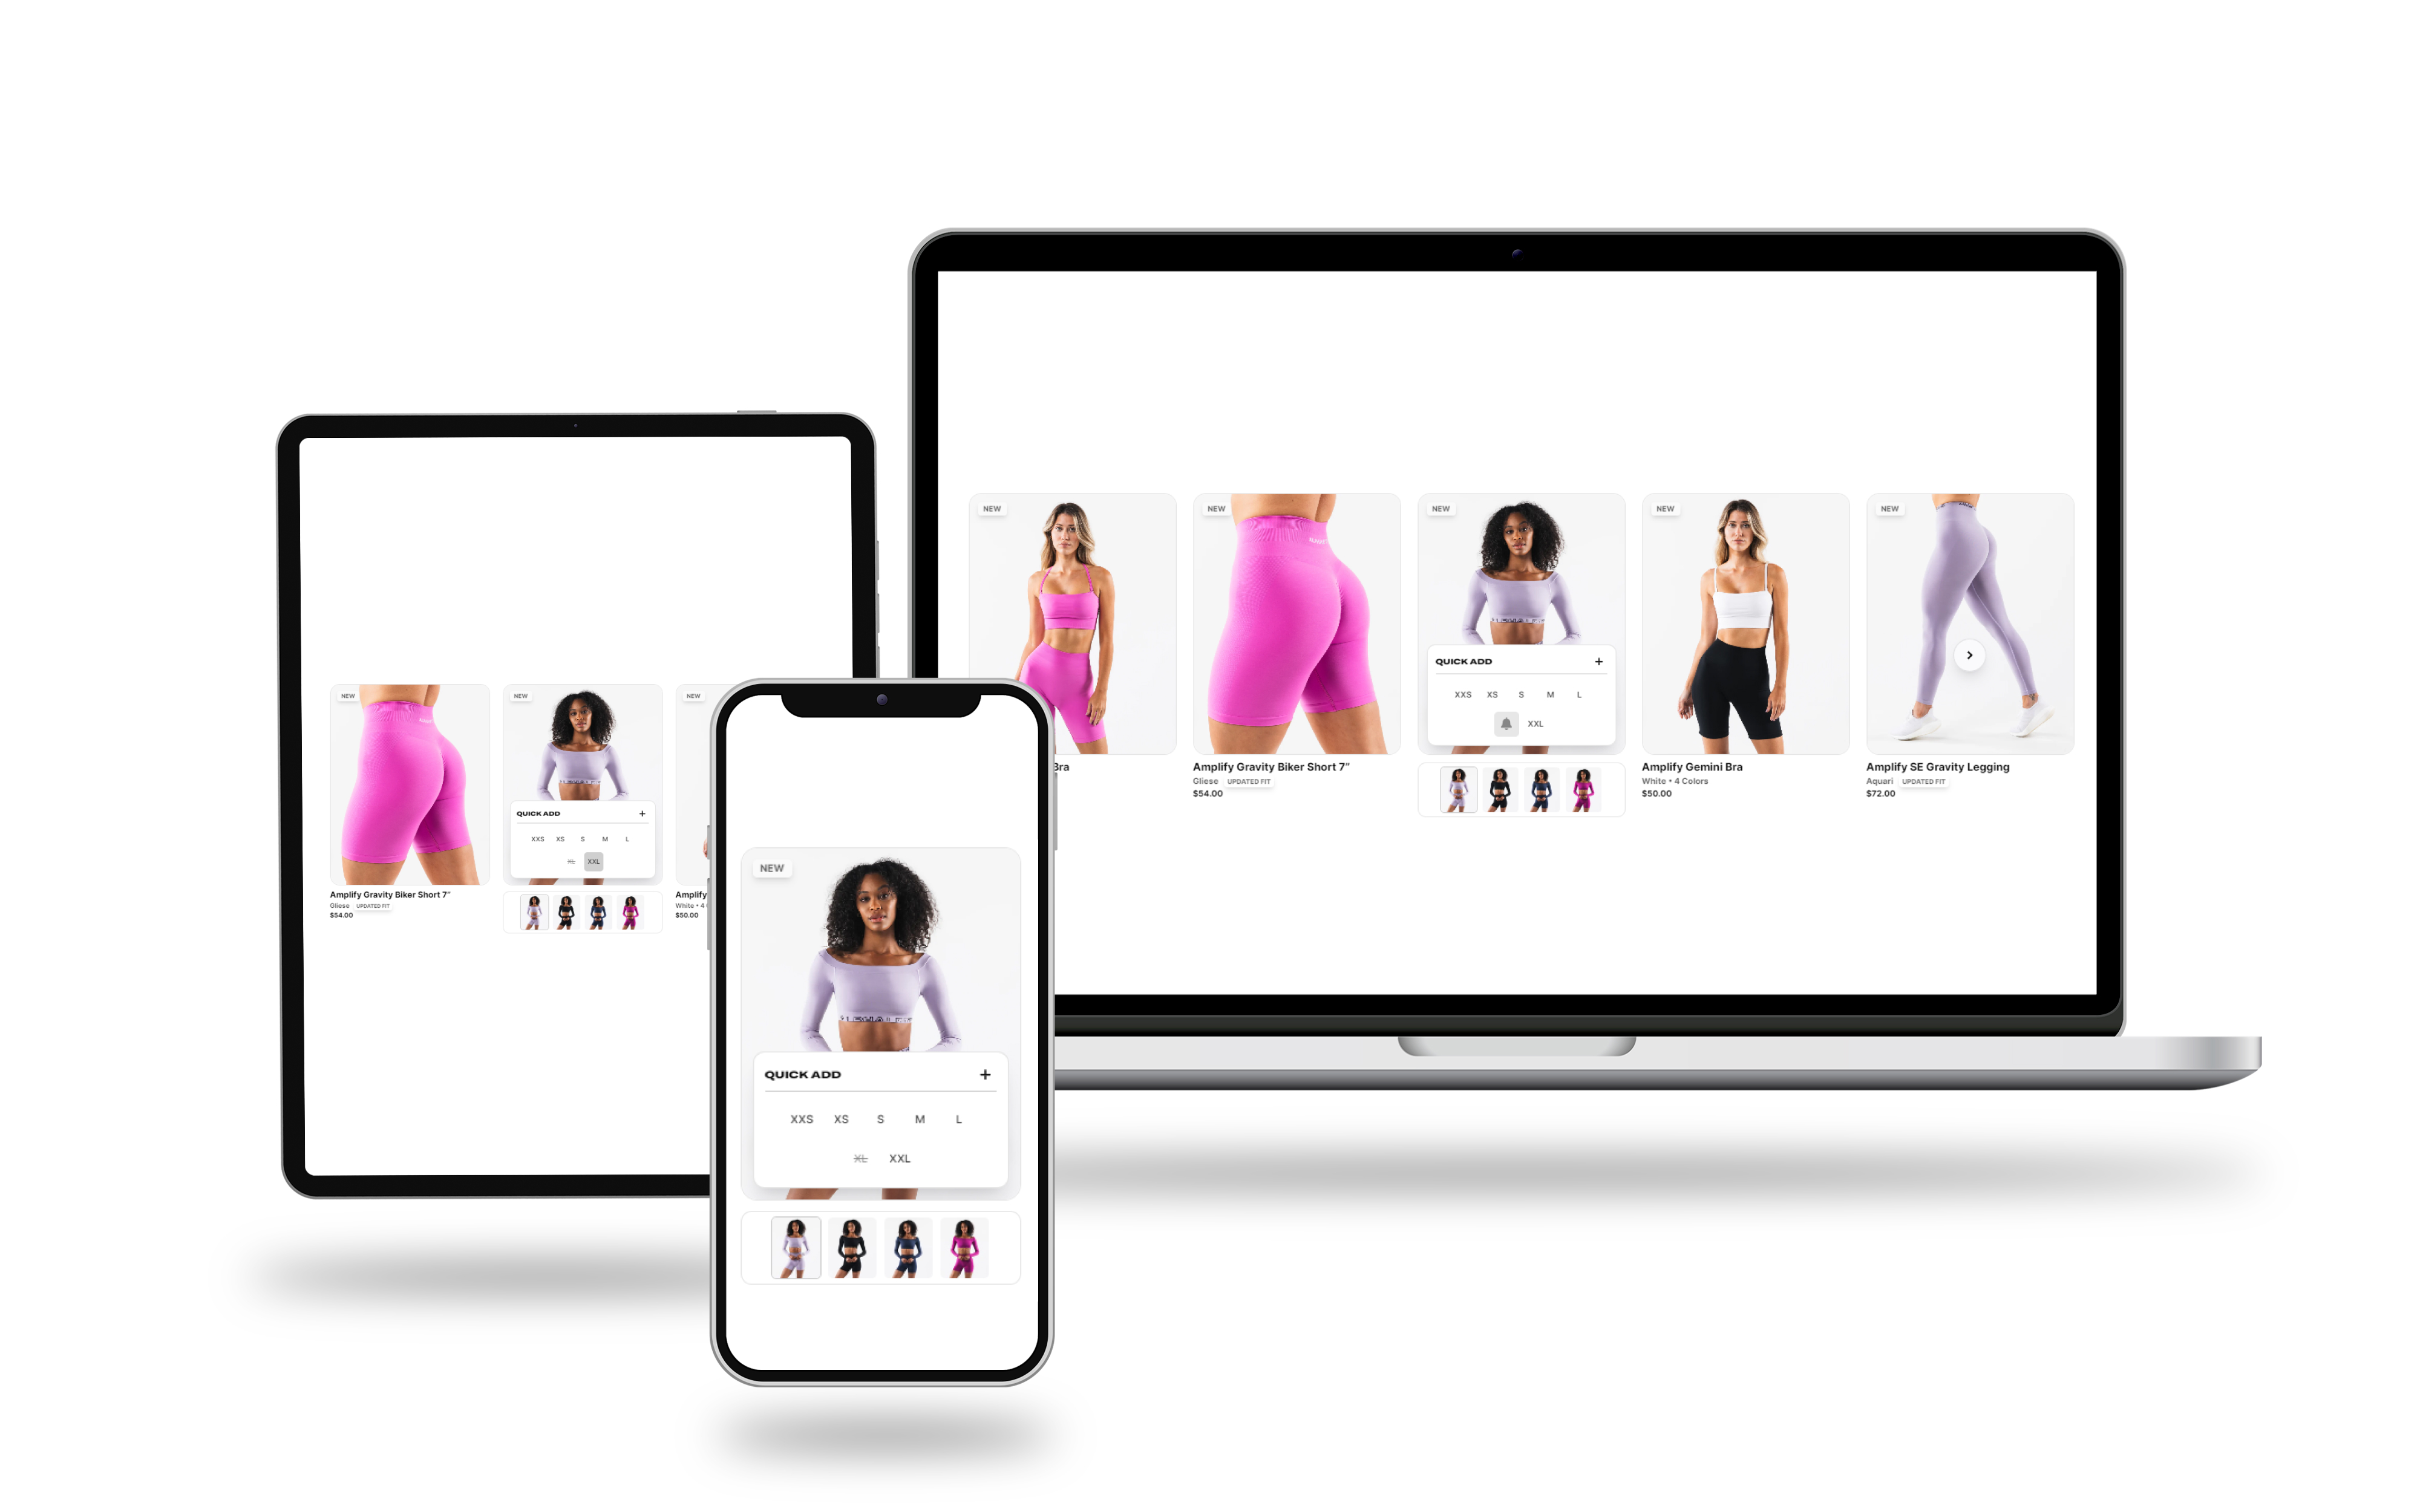 NEW
NEW
NEW
NEW
NEW
QUICK ADD +
XXS XS S M L
XXL
Bra
Amplify Gravity Biker Short 7"
Gliese UPDATED FIT
$54.00
Amplify Gemini Bra
White • 4 Colors
$50.00
Amplify SE Gravity Legging
Aquari UPDATED FIT
$72.00
NEW
NEW
NEW
QUICK ADD +
XXS XS S M L
XL XXL
Amplify Gravity Biker Short 7"
Gliese UPDATED FIT
$54.00
Amplify
White • 4
$50.00
NEW
QUICK ADD +
XXS XS S M L
XL XXL